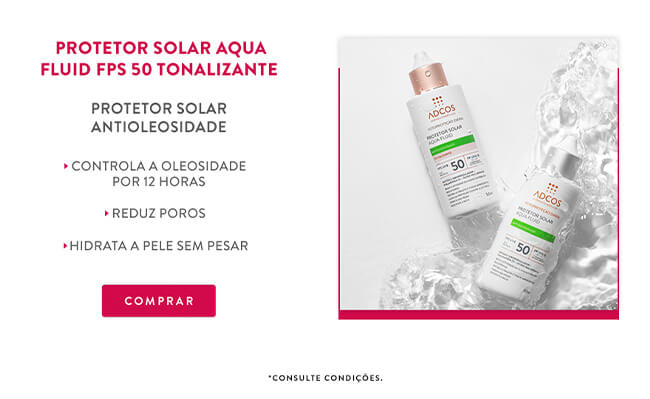 PROTETOR SOLAR AQUA
FLUID FPS 50 TONALIZANTE
PROTETOR SOLAR
ANTIOLEOSIDADE
CONTROLA A OLEOSIDADE
POR 12 HORAS
REDUZ POROS
HIDRATA A PELE SEM PESAR
COMPRAR
ADCOS
PROTETOR SOLAR
AQUA FLUID
50
ADCOS
PROTETOR SOLAR
AQUA FLUID
50
*CONSULTE CONDIÇÕES.